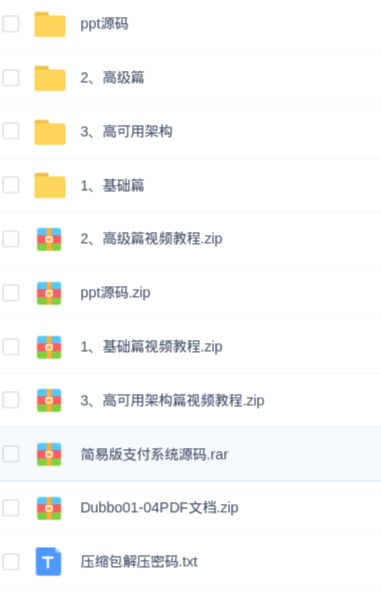 ppt源码
2、高级篇
3、高可用架构
1、基础篇
2、高级篇视频教程.zip
ppt源码.zip
1、基础篇视频教程.zip
3、高可用架构篇视频教程.zip
简易版支付系统源码.rar
Dubbo01-04PDF文档.zip
压缩包解压密码.txt